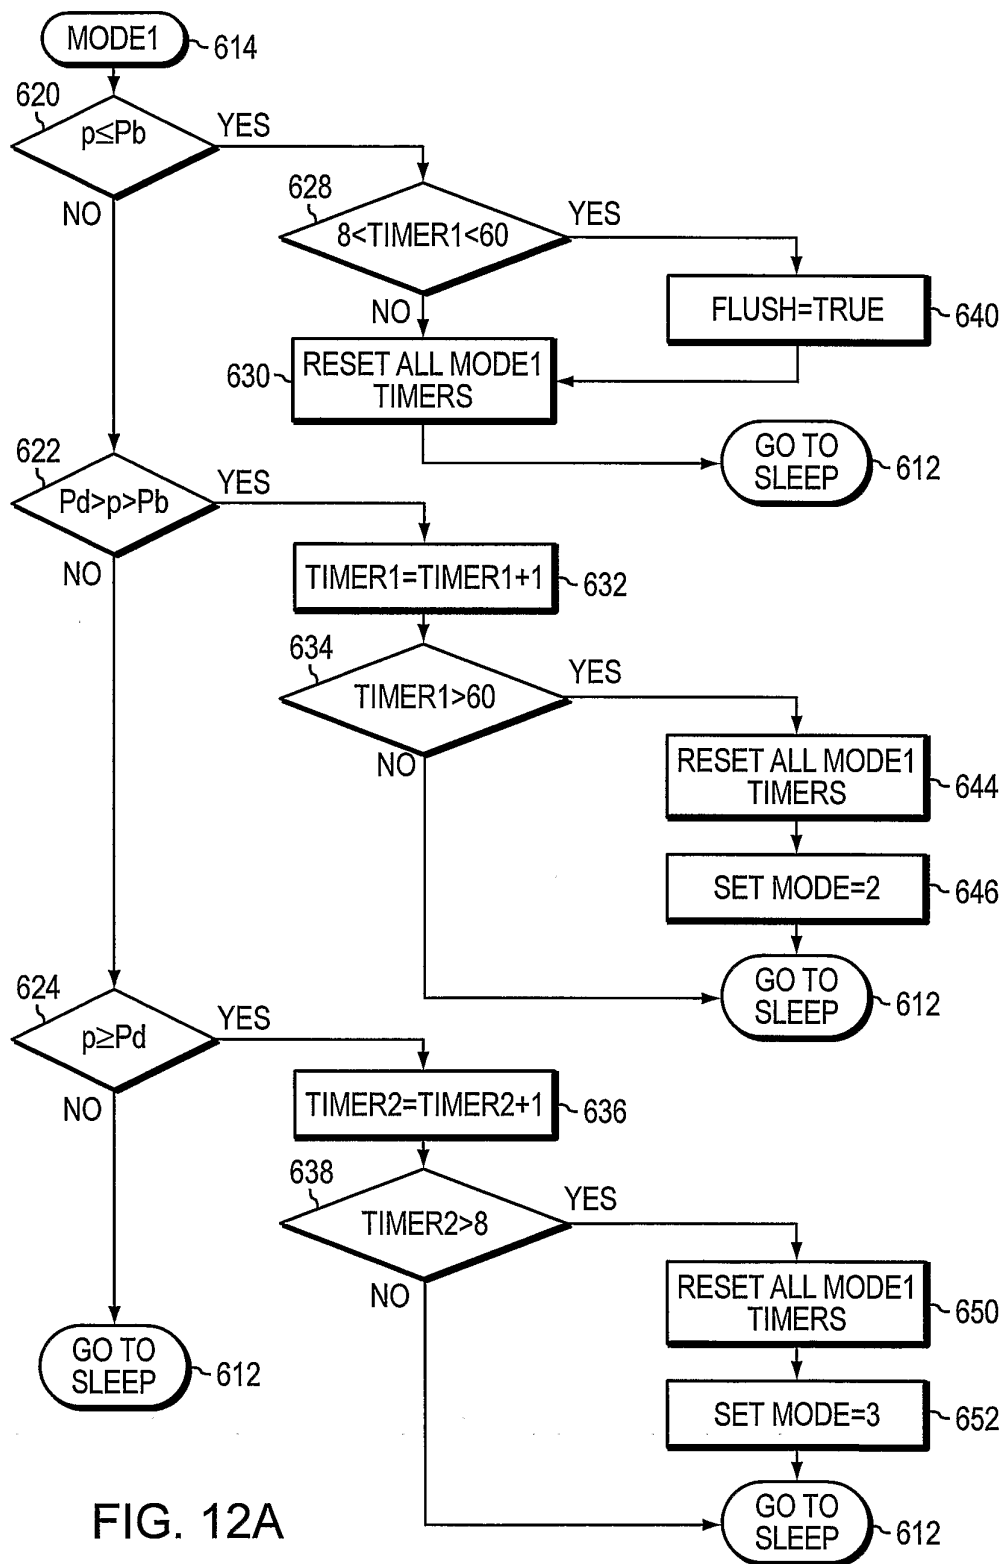 MODE1
614
620
p≤Pb
YES
NO
628
8<TIMER1<60
YES
NO
FLUSH=TRUE
640
630
RESET ALL MODE1
TIMERS
GO TO
SLEEP
612
622
Pd>p>Pb
YES
NO
TIMER1=TIMER1+1
632
634
TIMER1>60
YES
NO
RESET ALL MODE1
TIMERS
644
SET MODE=2
646
GO TO
SLEEP
612
624
p≥Pd
YES
NO
TIMER2=TIMER2+1
636
638
TIMER2>8
YES
NO
RESET ALL MODE1
TIMERS
650
GO TO
SLEEP
612
SET MODE=3
652
GO TO
SLEEP
612
FIG. 12A